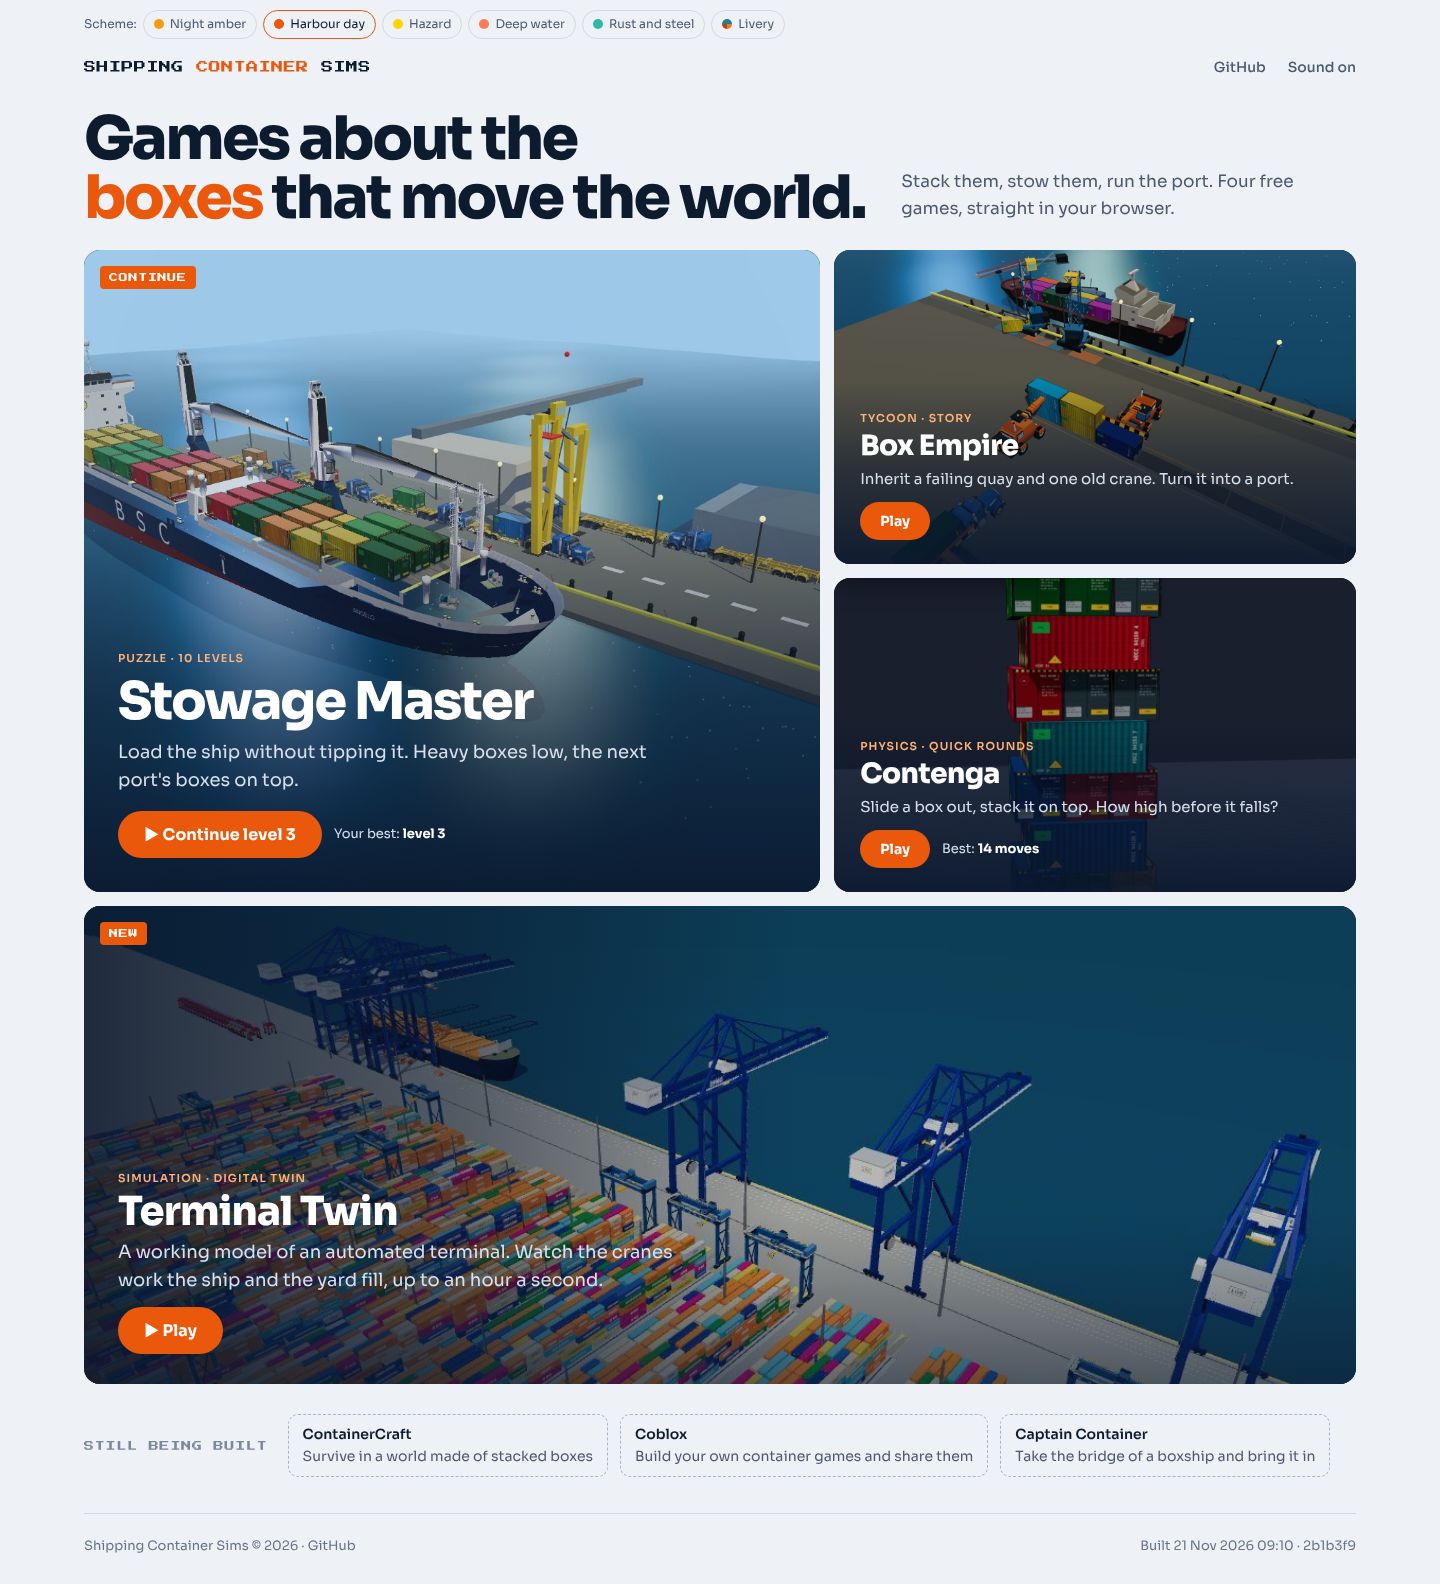 Scheme: Night amber Harbour day Hazard Deep water Rust and steel Livery
SHIPPING CONTAINER SIMS
GitHub Sound on
Games about the
boxes that move the world.
Stack them, stow them, run the port. Four free
games, straight in your browser.
CONTINUE
BSC
PUZZLE · 10 LEVELS
Stowage Master
Load the ship without tipping it. Heavy boxes low, the next
port's boxes on top.
▶ Continue level 3
Your best: level 3
TYCOON · STORY
Box Empire
Inherit a failing quay and one old crane. Turn it into a port.
Play
PHYSICS · QUICK ROUNDS
Contenga
Slide a box out, stack it on top. How high before it falls?
Play
Best: 14 moves
NEW
SIMULATION · DIGITAL TWIN
Terminal Twin
A working model of an automated terminal. Watch the cranes
work the ship and the yard fill, up to an hour a second.
▶ Play
STILL BEING BUILT
ContainerCraft
Survive in a world made of stacked boxes
Coblox
Build your own container games and share them
Captain Container
Take the bridge of a boxship and bring it in
Shipping Container Sims © 2026 · GitHub
Built 21 Nov 2026 09:10 · 2b1b3f9